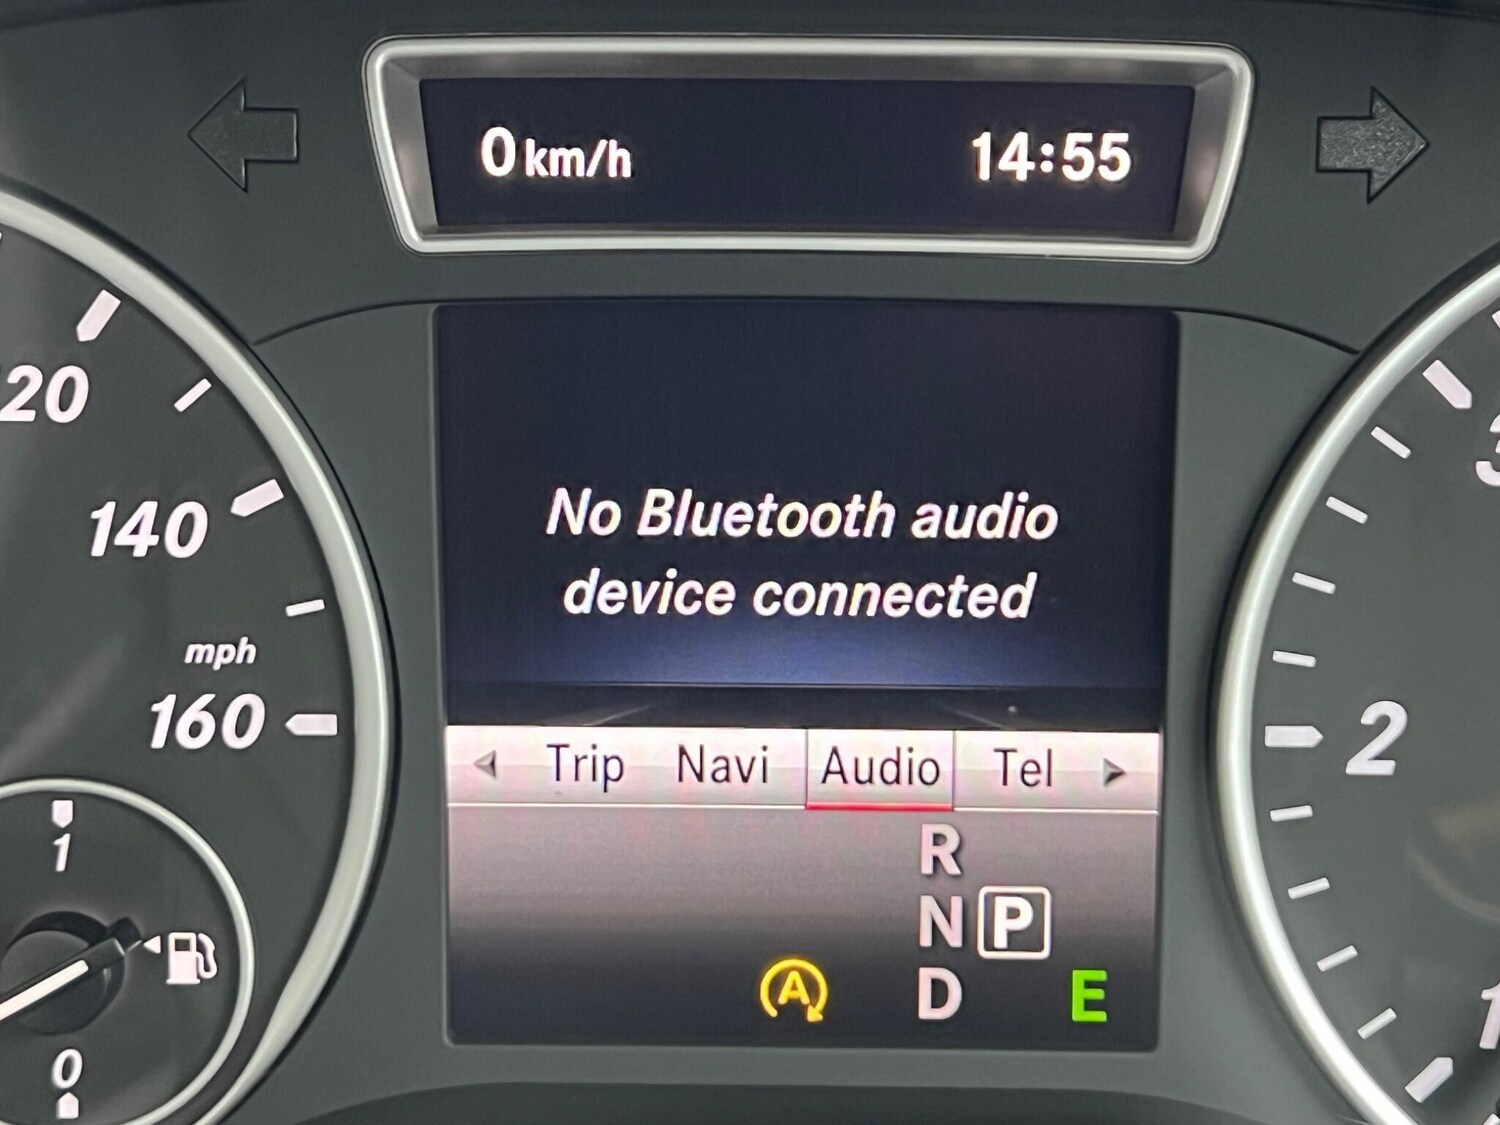 0 km/h 14:55
No Bluetooth audio
device connected
Trip Navi Audio Tel
R
N P
A D E
20
140
mph
160
1
0
2